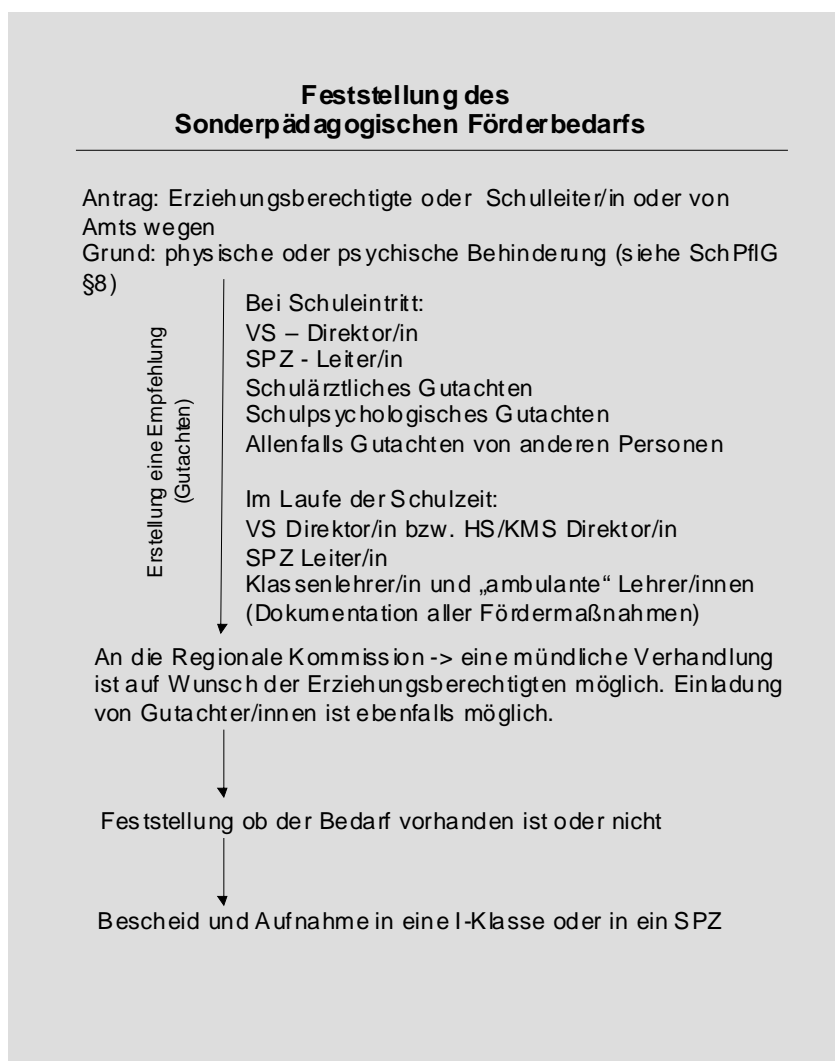 Feststellung des
Sonderpädagogischen Förderbedarfs
Antrag: Erziehungsberechtigte oder Schulleiter/in oder von
Amts wegen
Grund: physische oder psychische Behinderung (siehe SchPflG
§8)
Erstellung eine Empfehlung
(Gutachten)
Bei Schuleintritt:
VS – Direktor/in
SPZ - Leiter/in
Schulärztliches Gutachten
Schulpsychologisches Gutachten
Allenfalls Gutachten von anderen Personen
Im Laufe der Schulzeit:
VS Direktor/in bzw. HS/KMS Direktor/in
SPZ Leiter/in
Klassenlehrer/in und „ambulante“ Lehrer/innen
(Dokumentation aller Fördermaßnahmen)
An die Regionale Kommission -> eine mündliche Verhandlung
ist auf Wunsch der Erziehungsberechtigten möglich. Einladung
von Gutachter/innen ist ebenfalls möglich.
Feststellung ob der Bedarf vorhanden ist oder nicht
Bescheid und Aufnahme in eine I-Klasse oder in ein SPZ